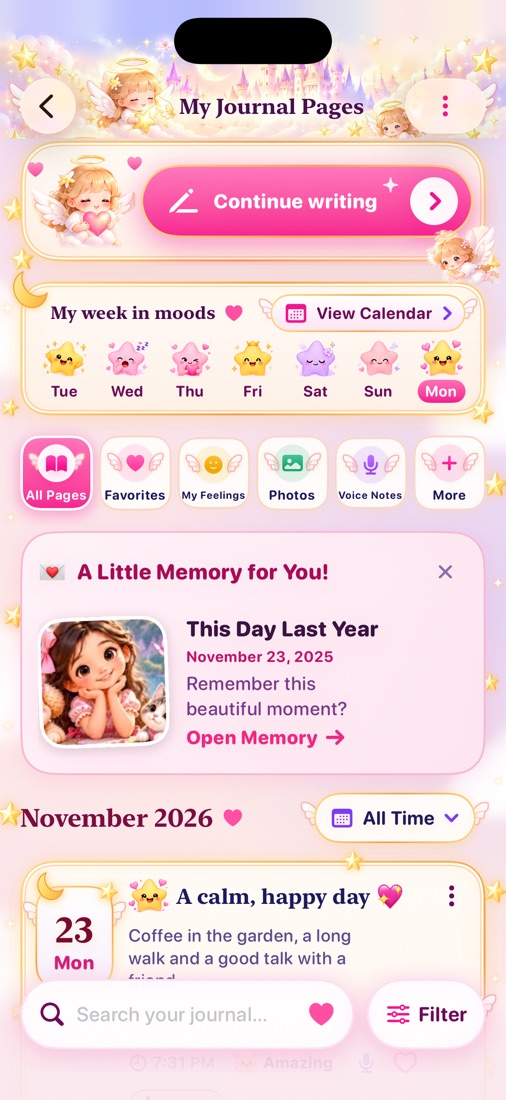 My Journal Pages
Continue writing
My week in moods
View Calendar
Tue Wed Thu Fri Sat Sun Mon
All Pages Favorites My Feelings Photos Voice Notes More
A Little Memory for You!
This Day Last Year
November 23, 2025
Remember this
beautiful moment?
Open Memory
November 2026
All Time
23
Mon
A calm, happy day
Coffee in the garden, a long
walk and a good talk with a
friend
Search your journal...
Filter
7:31 PM Amazing